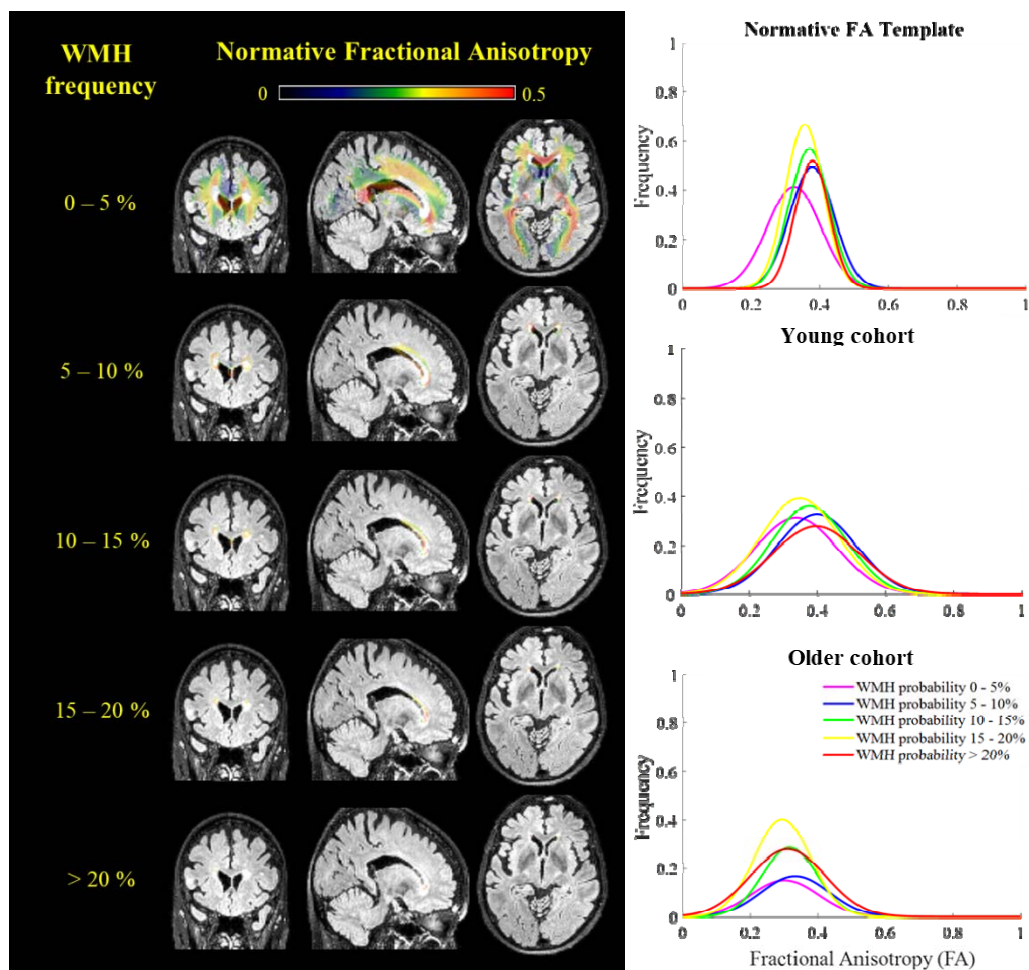 WMH frequency
Normative Fractional Anisotropy
0
0.5
0 – 5 %
5 – 10 %
10 – 15 %
15 – 20 %
> 20 %
Normative FA Template
Frequency
1
0.8
0.6
0.4
0.2
0
0 0.2 0.4 0.6 0.8 1
Young cohort
Frequency
1
0.8
0.6
0.4
0.2
0
0 0.2 0.4 0.6 0.8 1
Older cohort
WMH probability 0 - 5%
WMH probability 5 - 10%
WMH probability 10 - 15%
WMH probability 15 - 20%
WMH probability > 20%
Frequency
1
0.8
0.6
0.4
0.2
0
0 0.2 0.4 0.6 0.8 1
Fractional Anisotropy (FA)